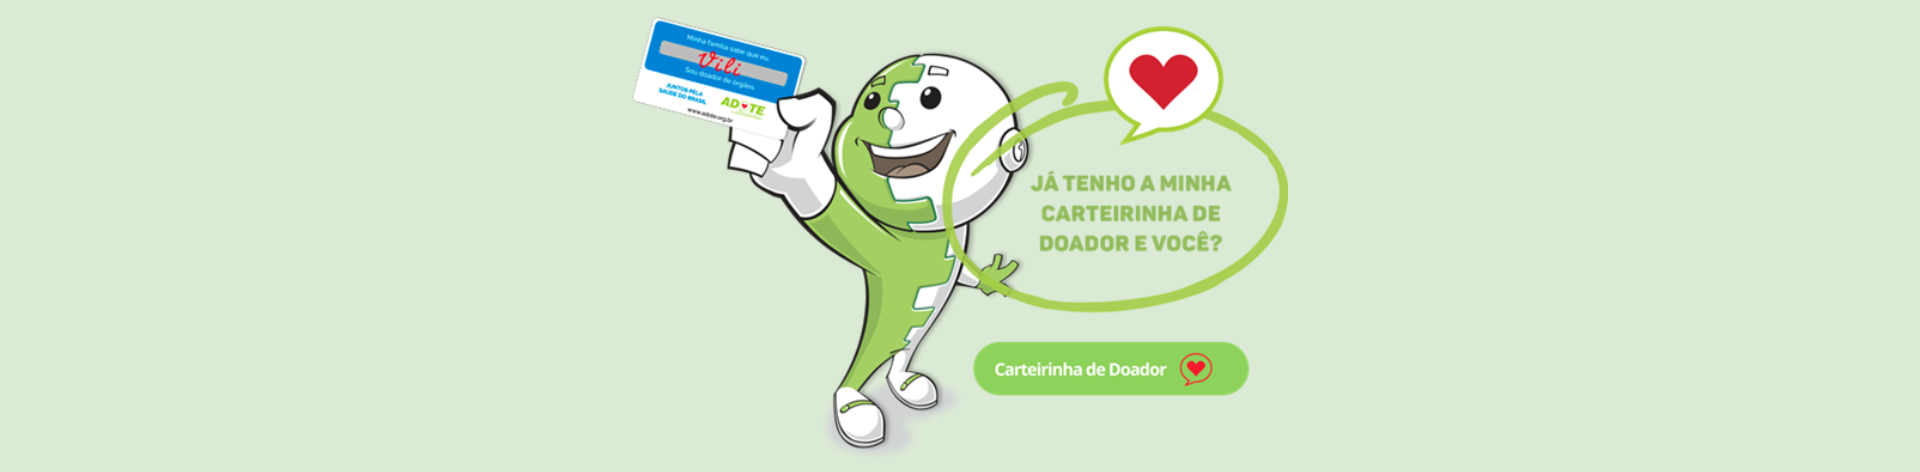 Minha família sabe que eu,
Vili
Sou doador de orgãos.
JUNTOS PELA
SAÚDE DO BRASIL
ADOTE
www.adote.org.br
JÁ TENHO A MINHA
CARTEIRINHA DE
DOADOR E VOCÊ?
Carteirinha de Doador